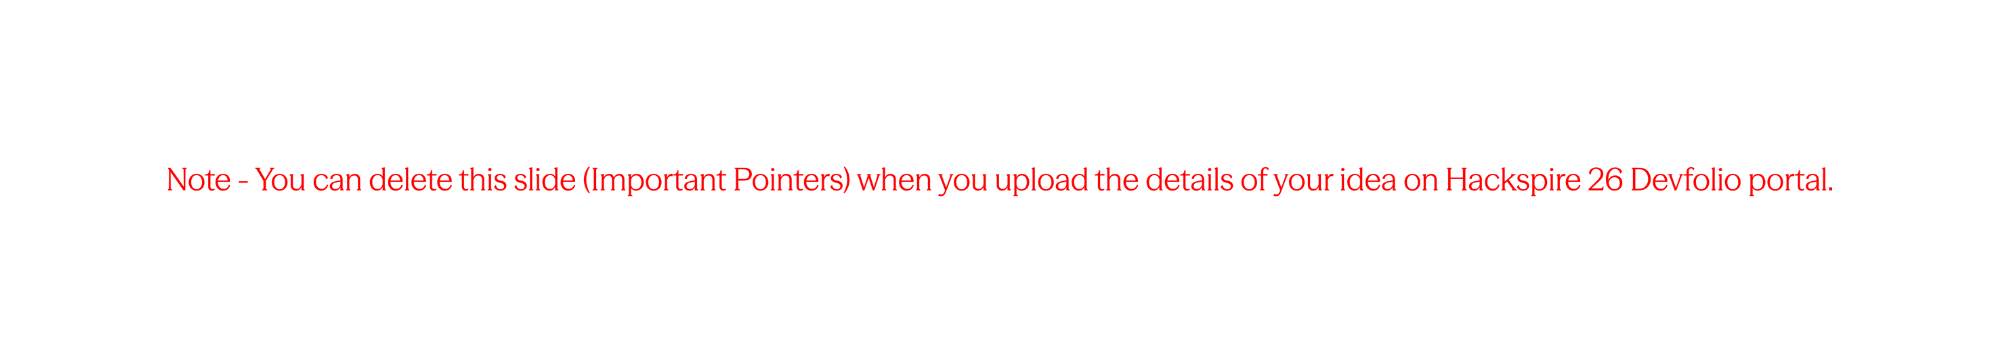 Note - You can delete this slide (Important Pointers) when you upload the details of your idea on Hackspire 26 Devfolio portal.